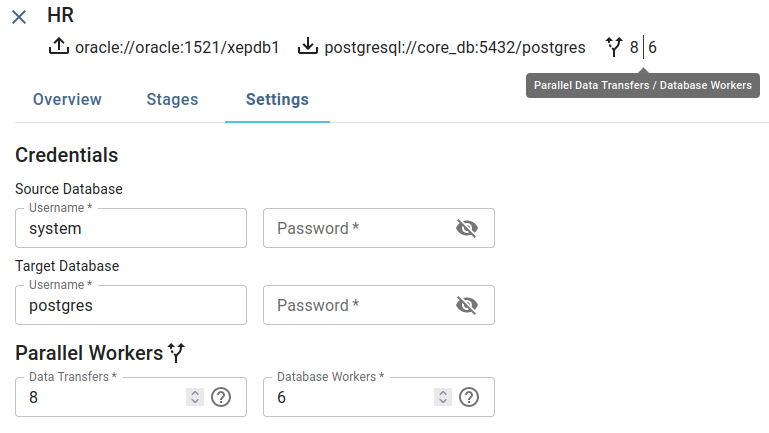 HR
oracle://oracle:1521/xepdb1 postgresql://core_db:5432/postgres 8 | 6
Parallel Data Transfers / Database Workers
Overview Stages Settings
Credentials
Source Database
Username * 
system Password *
Target Database
Username *
postgres Password *
Parallel Workers
Data Transfers * Database Workers *
8 6